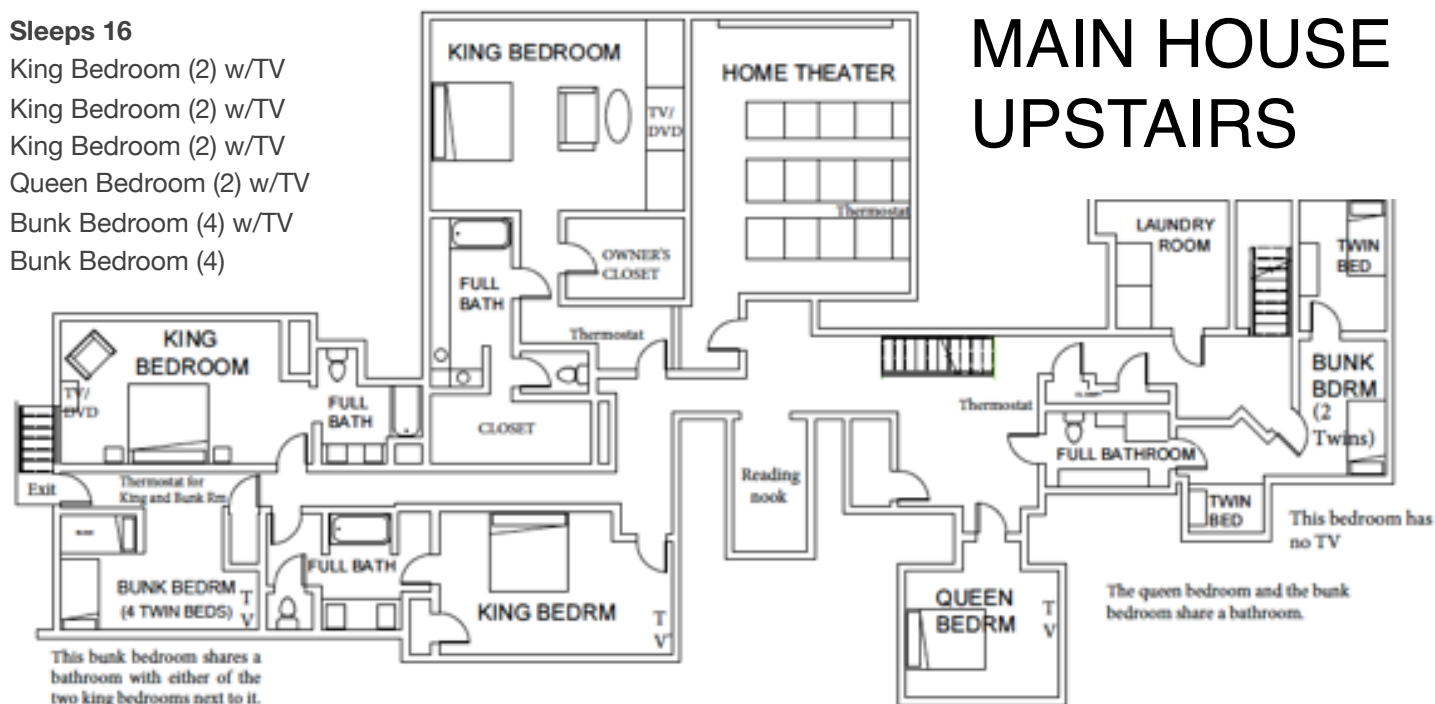 Sleeps 16
King Bedroom (2) w/TV
King Bedroom (2) w/TV
King Bedroom (2) w/TV
Queen Bedroom (2) w/TV
Bunk Bedroom (4) w/TV
Bunk Bedroom (4)
MAIN HOUSE
UPSTAIRS
KING BEDROOM
TV/
DVD
HOME THEATER
Thermostat
OWNER'S
CLOSET
FULL
BATH
Thermostat
CLOSET
LAUNDRY
ROOM
TWIN
BED
BUNK
BDRM
(2
Twins)
KING
BEDROOM
TV/
DVD
FULL
BATH
Exit
Thermostat for
King and Bunk Rm
Thermostat
FULL BATHROOM
Reading
nook
TWIN
BED
This bedroom has
no TV
BUNK BEDRM
(4 TWIN BEDS)
T
V
FULL BATH
KING BEDRM
T
V
QUEEN
BEDRM
T
V
The queen bedroom and the bunk
bedroom share a bathroom.
This bunk bedroom shares a
bathroom with either of the
two king bedrooms next to it.